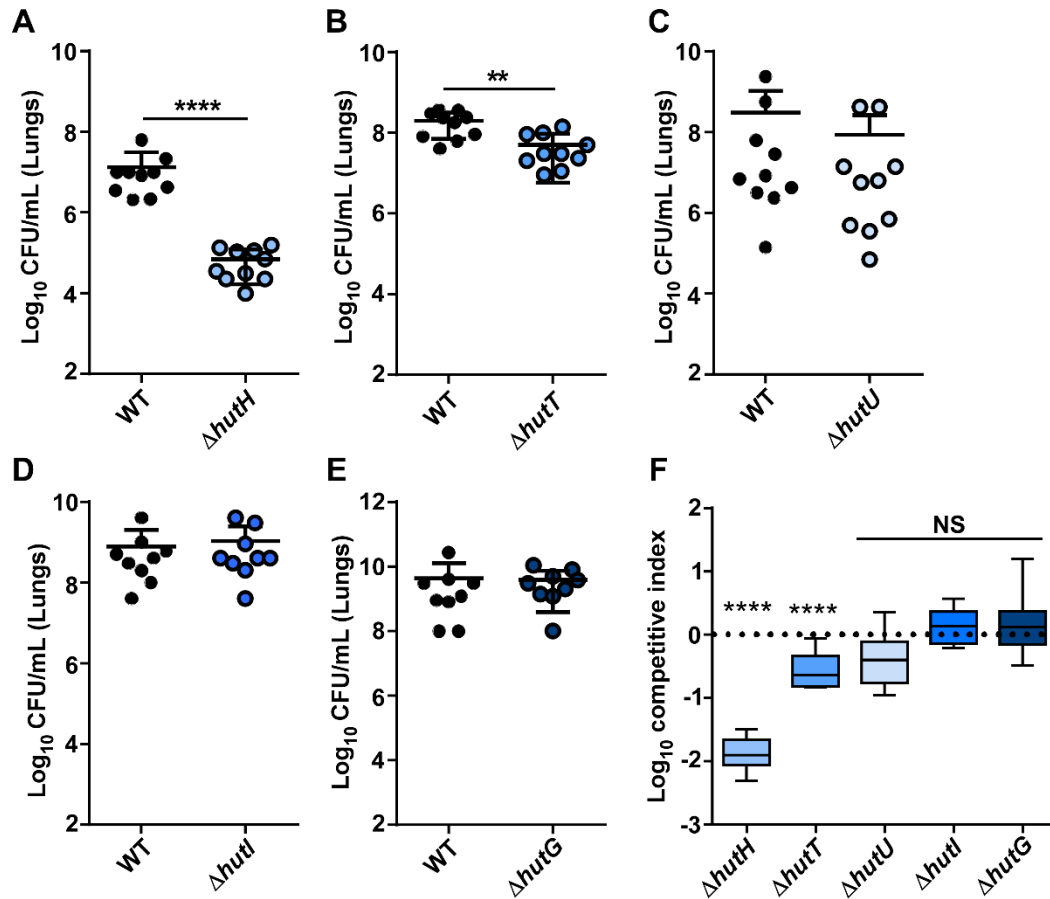 A
Log10 CFU/mL (Lungs)
10
8
6
4
2
****
WT
ΔhutH
B
Log10 CFU/mL (Lungs)
10
8
6
4
2
**
WT
ΔhutT
C
Log10 CFU/mL (Lungs)
10
8
6
4
2
WT
ΔhutU
D
Log10 CFU/mL (Lungs)
10
8
6
4
2
WT
ΔhutI
E
Log10 CFU/mL (Lungs)
12
10
8
6
4
2
WT
ΔhutG
F
Log10 competitive index
2
1
0
-1
-2
-3
NS
****
****
ΔhutH
ΔhutT
ΔhutU
ΔhutI
ΔhutG